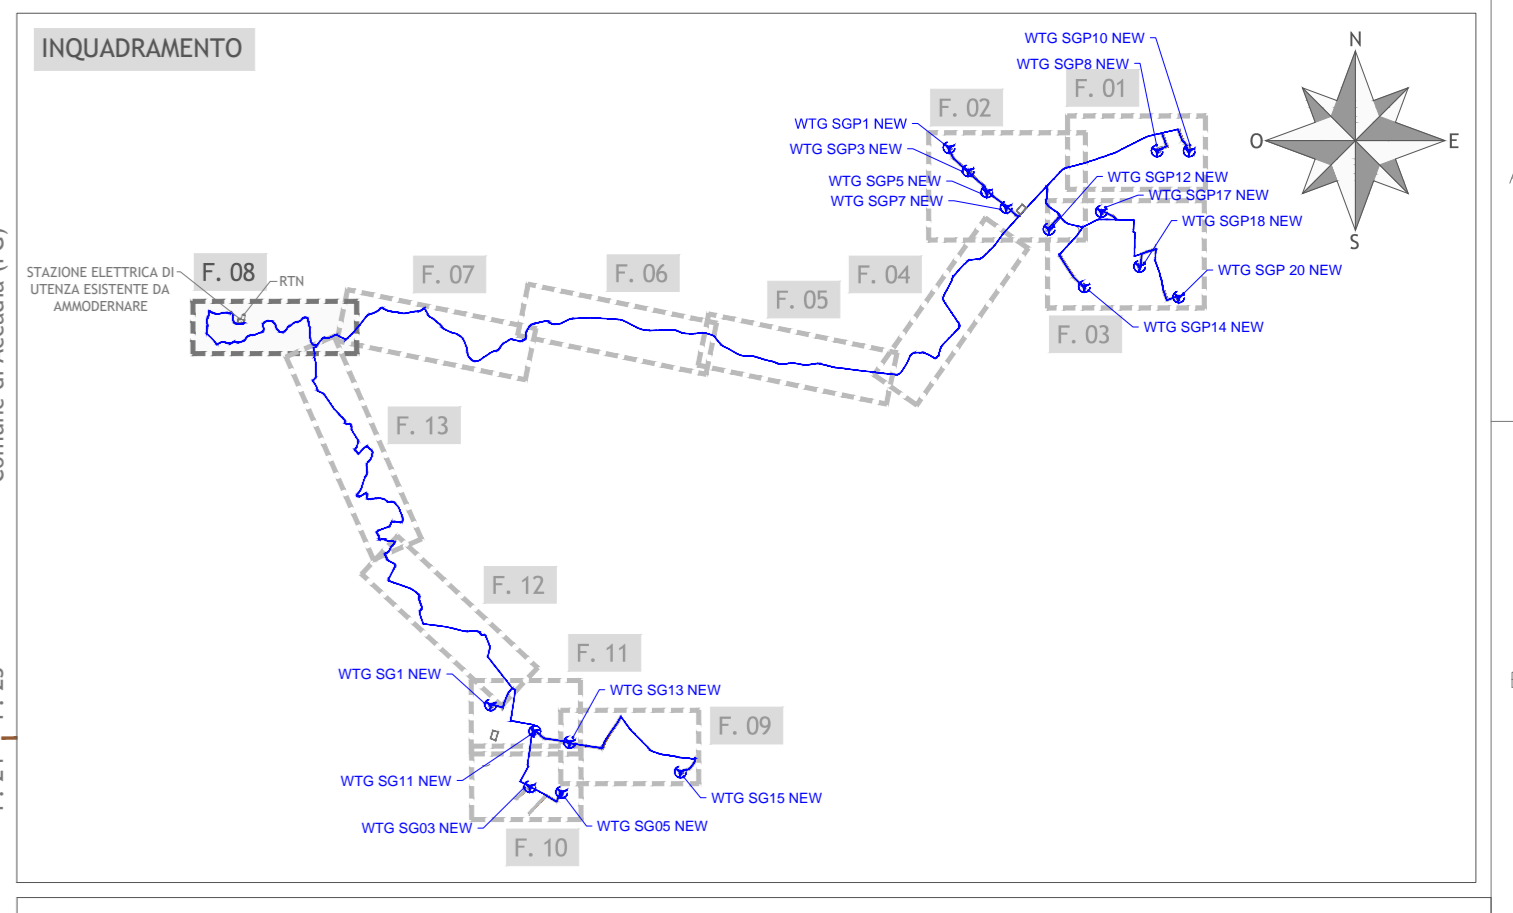 INQUADRAMENTO
WTG SGP10 NEW
N
WTG SGP8 NEW
F. 01
F. 02
WTG SGP1 NEW
WTG SGP3 NEW
O
E
WTG SGP5 NEW
WTG SGP12 NEW
WTG SGP7 NEW
WTG SGP17 NEW
WTG SGP18 NEW
S
STAZIONE ELETTRICA DI
UTENZA ESISTENTE DA
AMMODERNARE
F. 08
RTN
F. 07
F. 06
F. 05
F. 04
WTG SGP 20 NEW
WTG SGP14 NEW
F. 03
F. 13
F. 12
F. 11
WTG SG1 NEW
WTG SG13 NEW
F. 09
WTG SG11 NEW
WTG SG15 NEW
WTG SG03 NEW
WTG SG05 NEW
F. 10